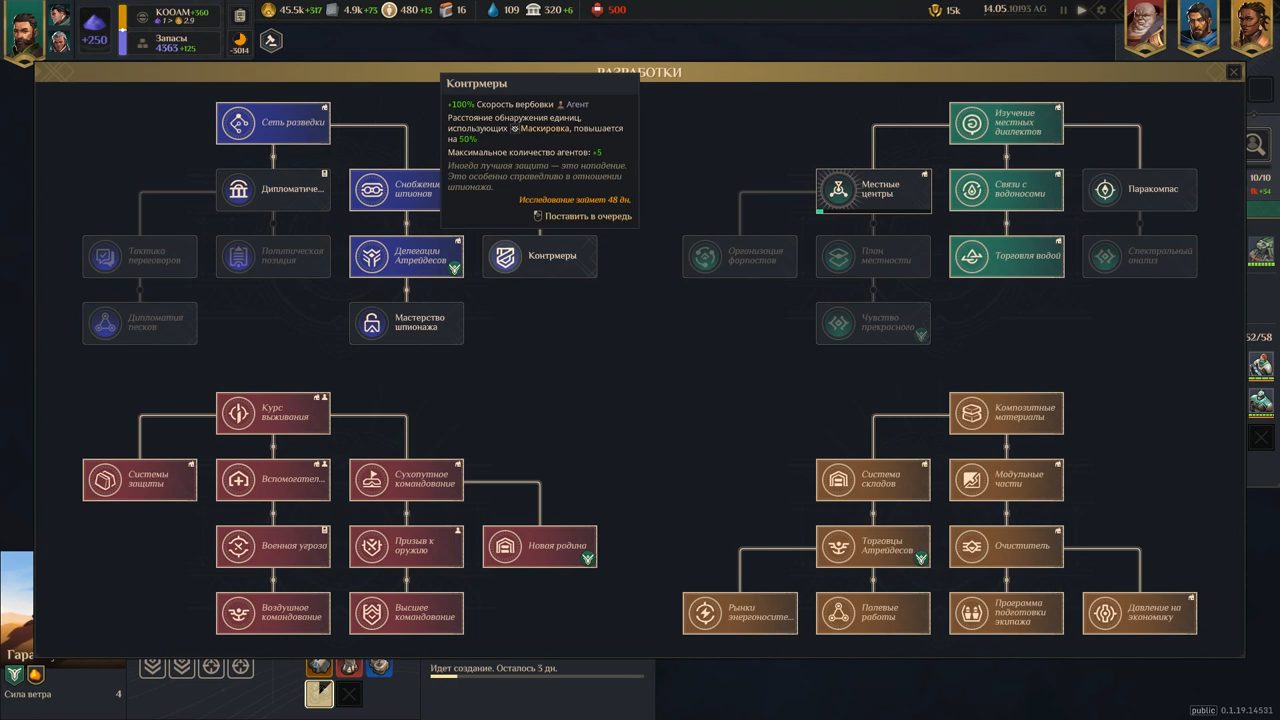 КООАМ+360
1 > 2.9
+250
Запасы
4363 +125
-3014
45.5k+317
4.9k+73
480+13
16
109
320+6
500
15k
14.05.10193 AG
РАЗРАБОТКИ
Контрмеры
+100% Скорость вербовки Агент
Расстояние обнаружения единиц,
использующих Маскировка, повышается
на 50%
Максимальное количество агентов: +5
Иногда лучшая защита — это нападение.
Это особенно справедливо в отношении
шпионажа.
Исследование займет 48 дн.
Поставить в очередь
Сеть разведки
Дипломатиче...
Снабжение
шпионов
Тактика
переговоров
Политическая
позиция
Делегации
Атрейдесов
Контрмеры
Дипломатия
песков
Мастерство
шпионажа
Изучение
местных
диалектов
Местные
центры
Связи с
водоносами
Паракомпас
Организация
форпостов
План
местности
Торговля водой
Спектральный
анализ
Чувство
прекрасного
10/10
+34
52/58
Курс
выживания
Системы
защиты
Вспомогател...
Сухопутное
командование
Военная угроза
Призыв к
оружию
Новая родина
Воздушное
командование
Высшее
командование
Композитные
материалы
Система
складов
Модульные
части
Торговцы
Атрейдесов
Очиститель
Рынки
энергоносите...
Полевые
работы
Программа
подготовки
экипажа
Давление на
экономику
Гара
Сила ветра 4
Идет создание. Осталось 3 дн.
public 0.1.19.14531